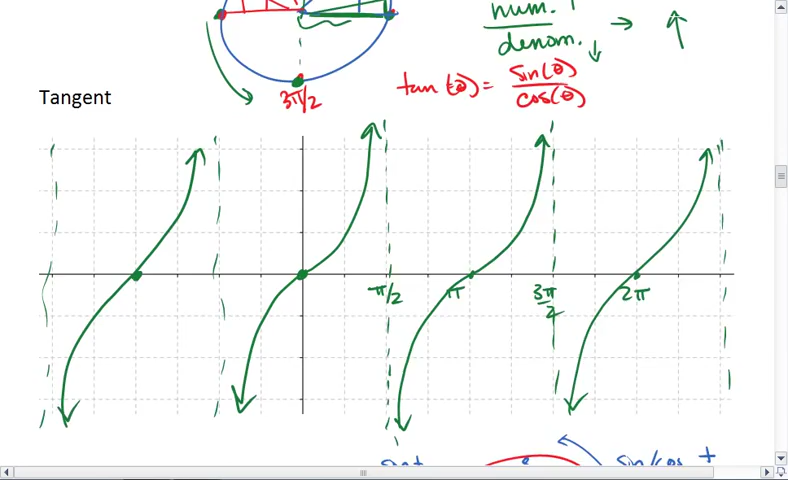 num. ↑
denom. ↓ → ↑
tan(θ) = sin(θ)
cos(θ)
3π/2
Tangent
π/2
π
3π
2
2π
sin/cos +